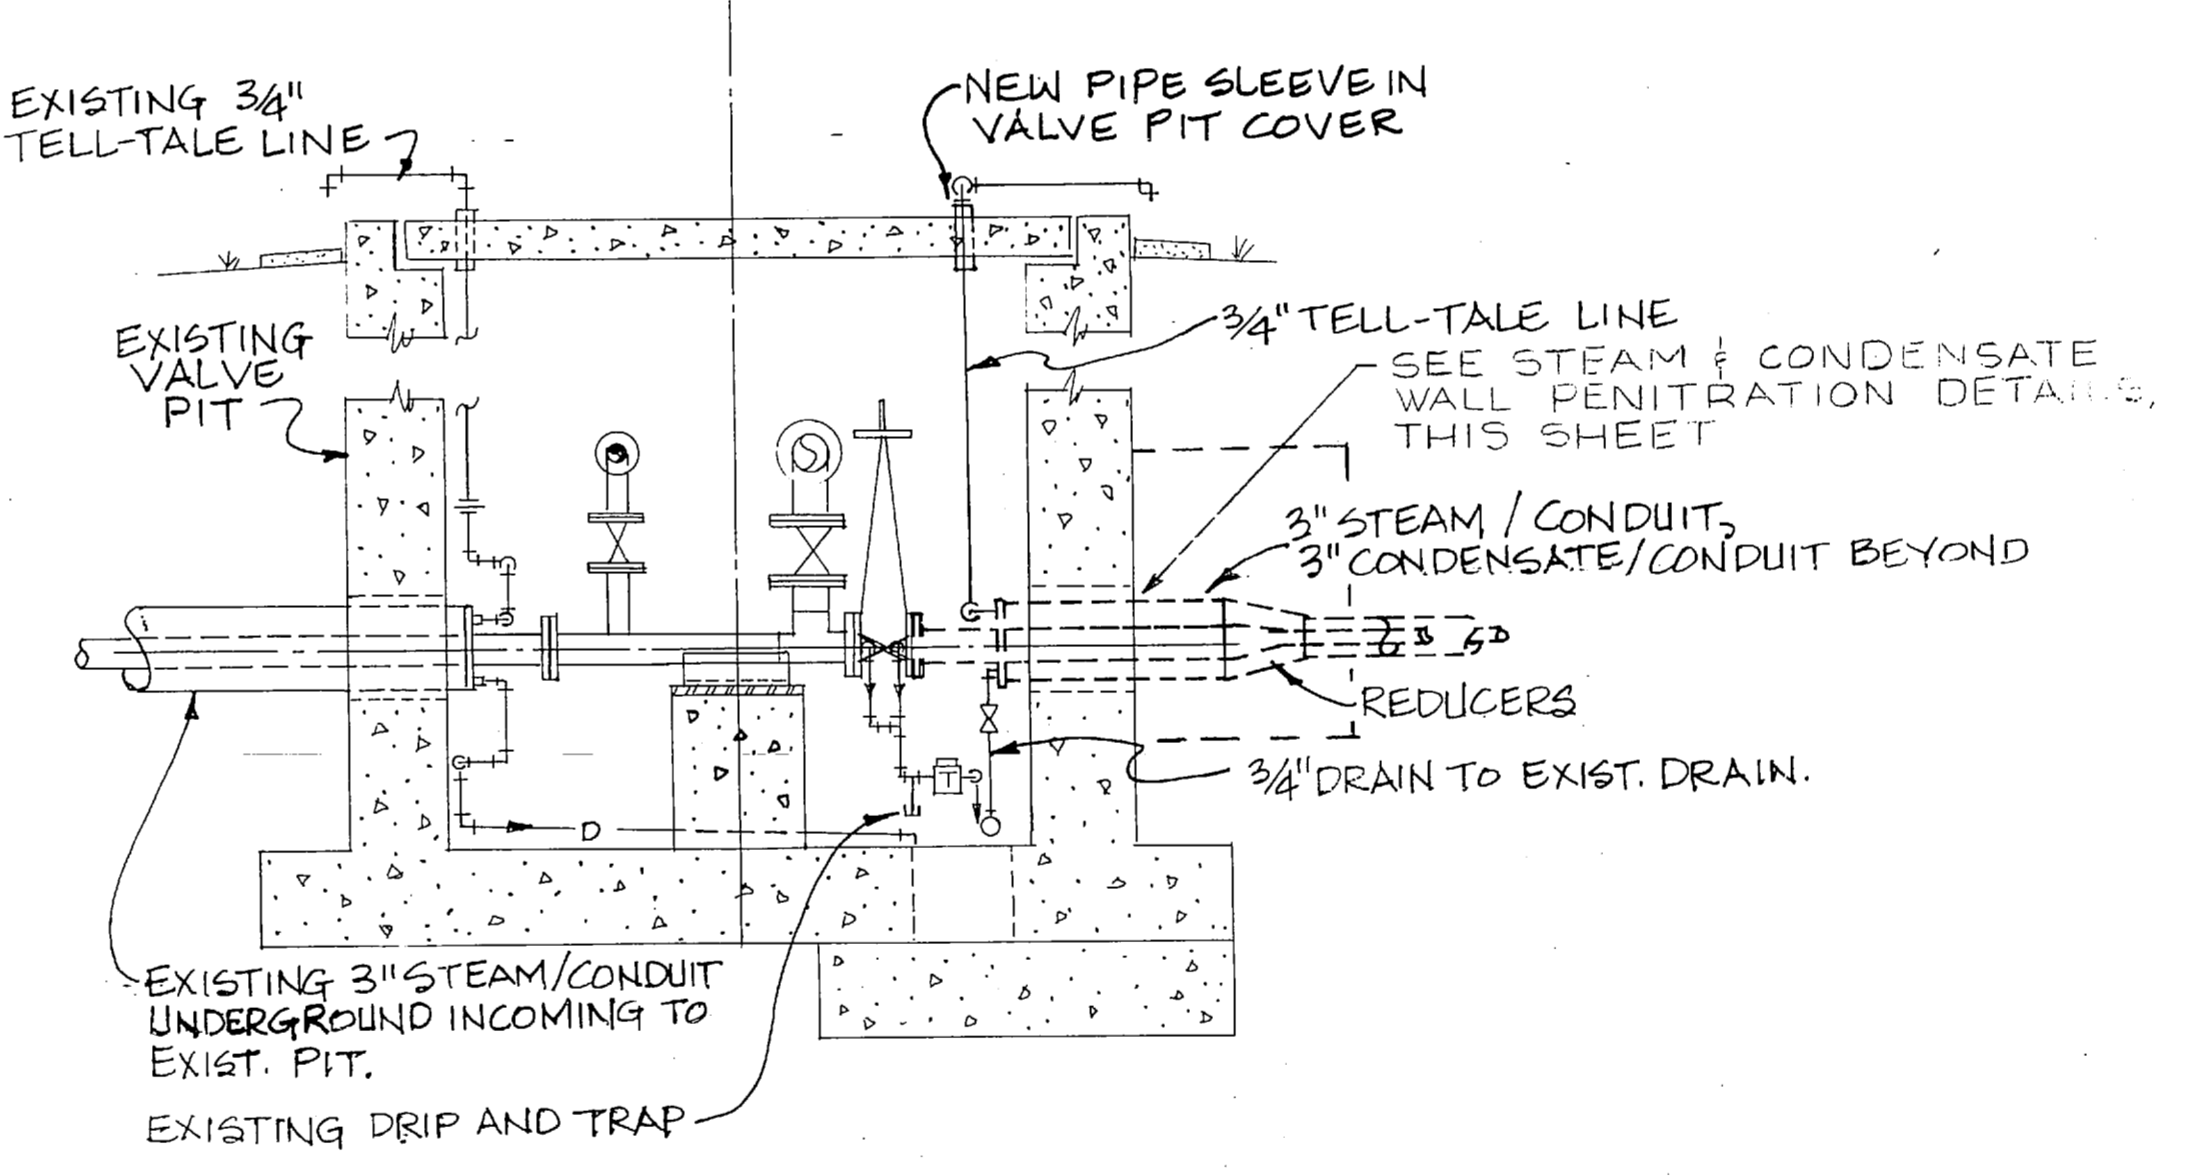 EXISTING 3/4"
TELL-TALE LINE
NEW PIPE SLEEVE IN
VALVE PIT COVER
3/4" TELL-TALE LINE
SEE STEAM & CONDENSATE
WALL PENITRATION DETAILS,
THIS SHEET
EXISTING
VALVE
PIT
3" STEAM / CONDUIT,
3" CONDENSATE/CONDUIT BEYOND
REDUCERS
3/4" DRAIN TO EXIST. DRAIN.
T
D
EXISTING 3" STEAM/CONDUIT
UNDERGROUND INCOMING TO
EXIST. PIT.
EXISTING DRIP AND TRAP